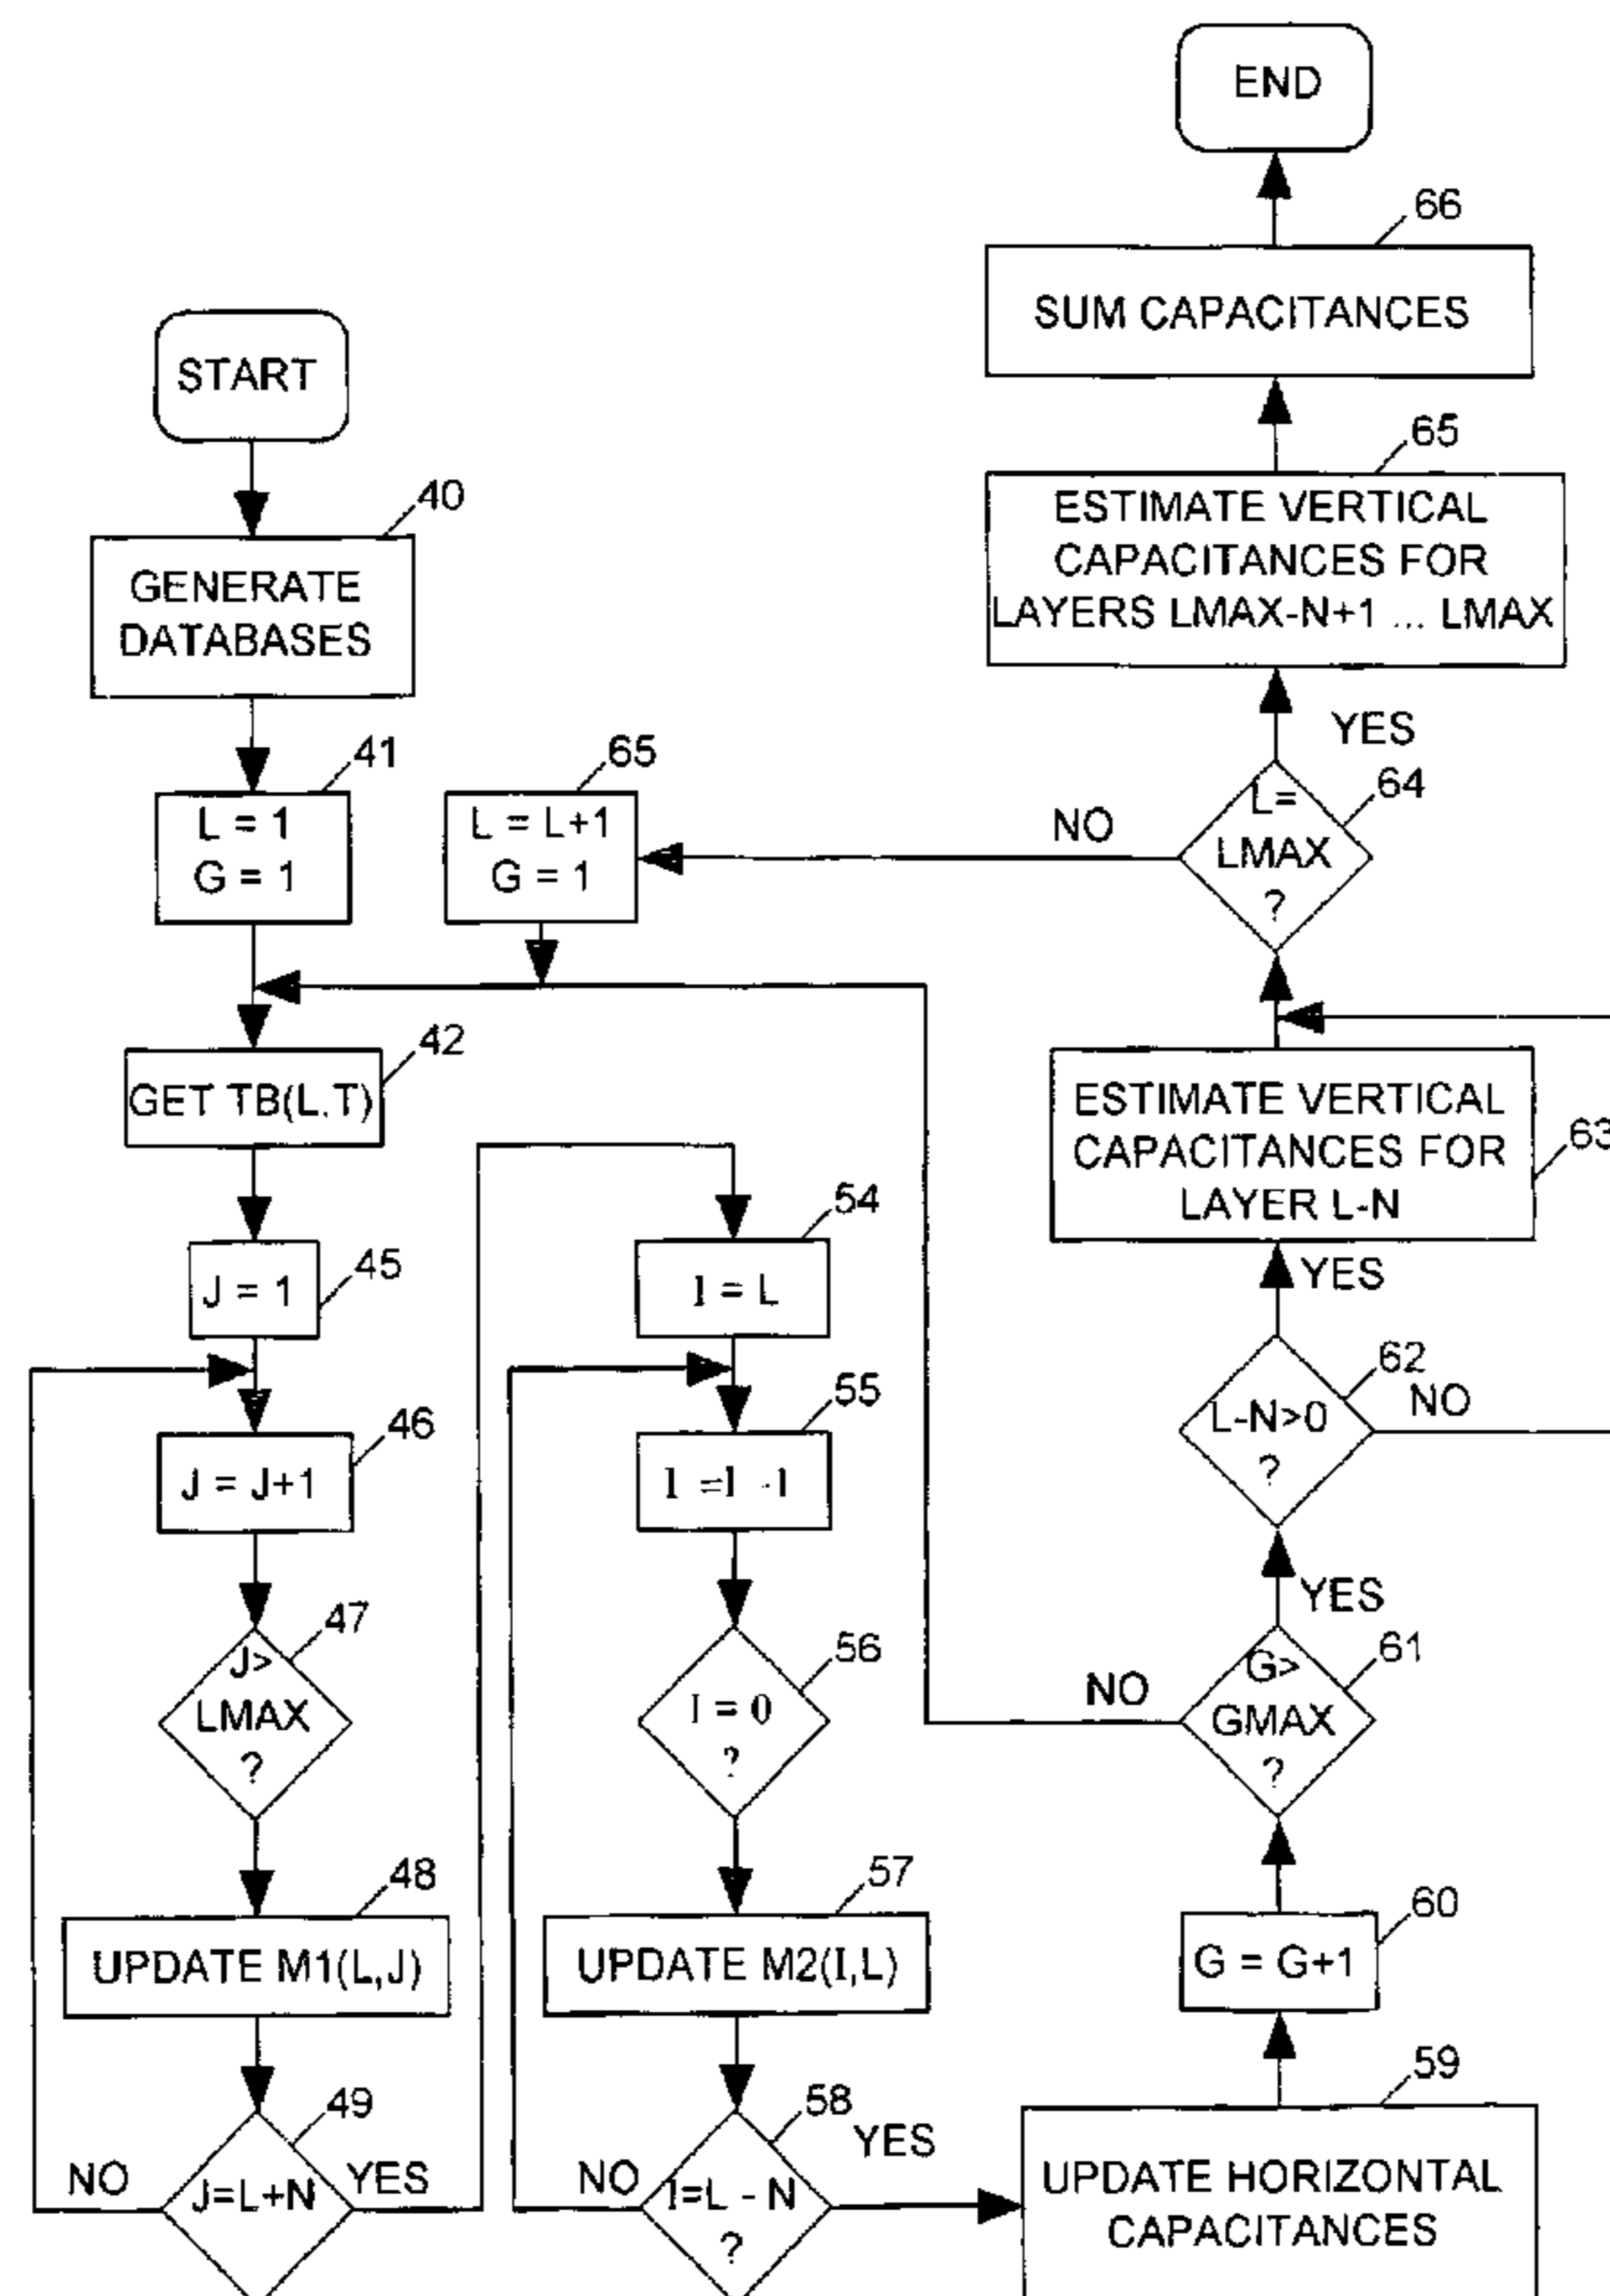 START
40
GENERATE
DATABASES
41
L = 1
G = 1
65
L = L+1
G = 1
42
GET TB(L,T)
45
J = 1
46
J = J+1
47
J>
LMAX
?
48
UPDATE M1(L,J)
49
J=L+N
NO
YES
54
I = L
55
I =I -1
56
I = 0
?
57
UPDATE M2(I,L)
58
I=L - N
?
NO
YES
59
UPDATE HORIZONTAL
CAPACITANCES
60
G = G+1
61
G>
GMAX
?
NO
YES
62
L-N>0
?
NO
YES
63
ESTIMATE VERTICAL
CAPACITANCES FOR
LAYER L-N
64
L=
LMAX
?
NO
YES
65
ESTIMATE VERTICAL
CAPACITANCES FOR
LAYERS LMAX-N+1 ... LMAX
66
SUM CAPACITANCES
END